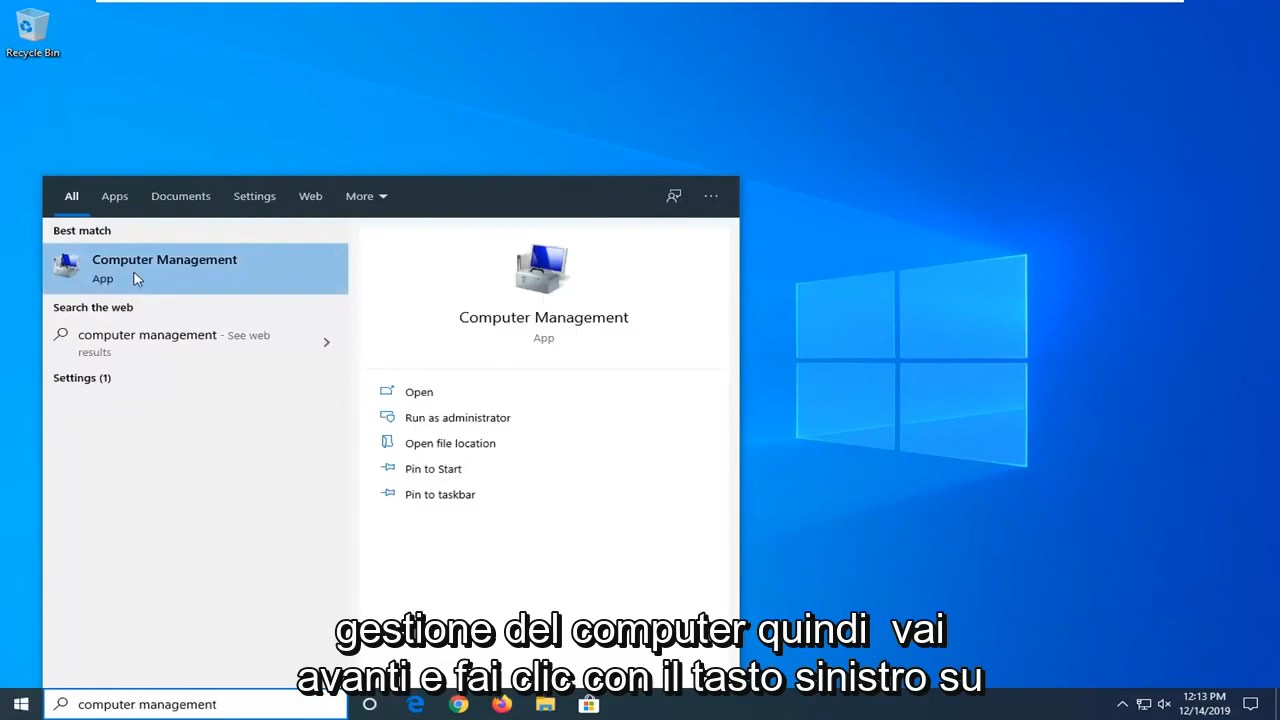 Recycle Bin
All Apps Documents Settings Web More
Best match
Computer Management
App
Search the web
computer management - See web
results
Settings (1)
Computer Management
App
Open
Run as administrator
Open file location
Pin to Start
Pin to taskbar
gestione del computer quindi vai
avanti e fai clic con il tasto sinistro su
computer management
12:13 PM
12/14/2019